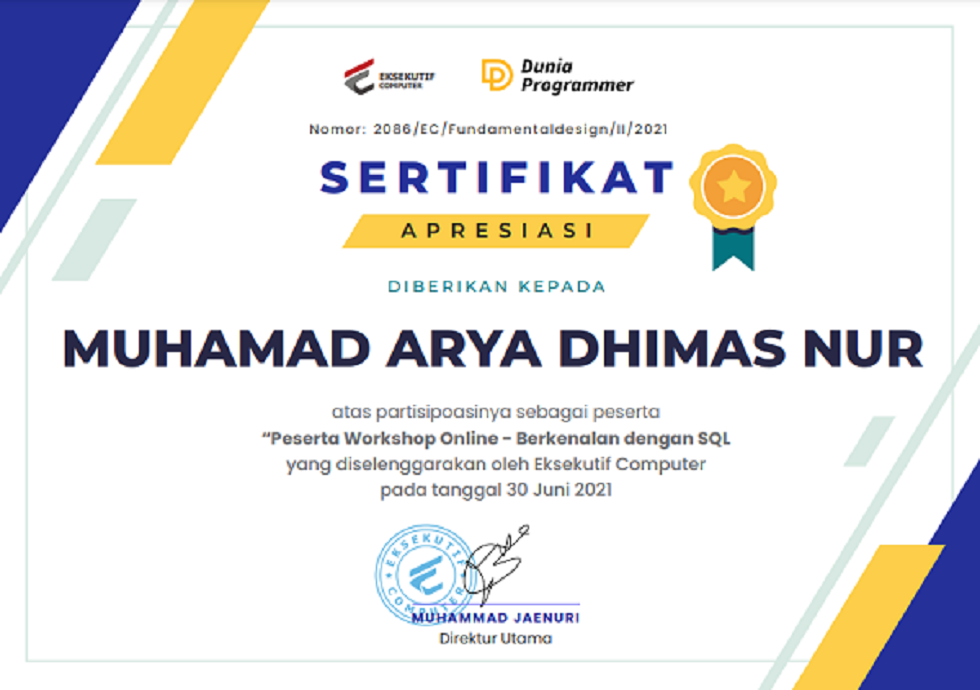 EKSEKUTIF
COMPUTER
Dunia
Programmer
Nomor: 2086/EC/Fundamentaldesign/II/2021
SERTIFIKAT
APRESIASI
DIBERIKAN KEPADA
MUHAMAD ARYA DHIMAS NUR
atas partisipoasinya sebagai peserta
“Peserta Workshop Online - Berkenalan dengan SQL
yang diselenggarakan oleh Eksekutif Computer
pada tanggal 30 Juni 2021
EKSEKUTIF
COMPUTER
MUHAMMAD JAENURI
Direktur Utama